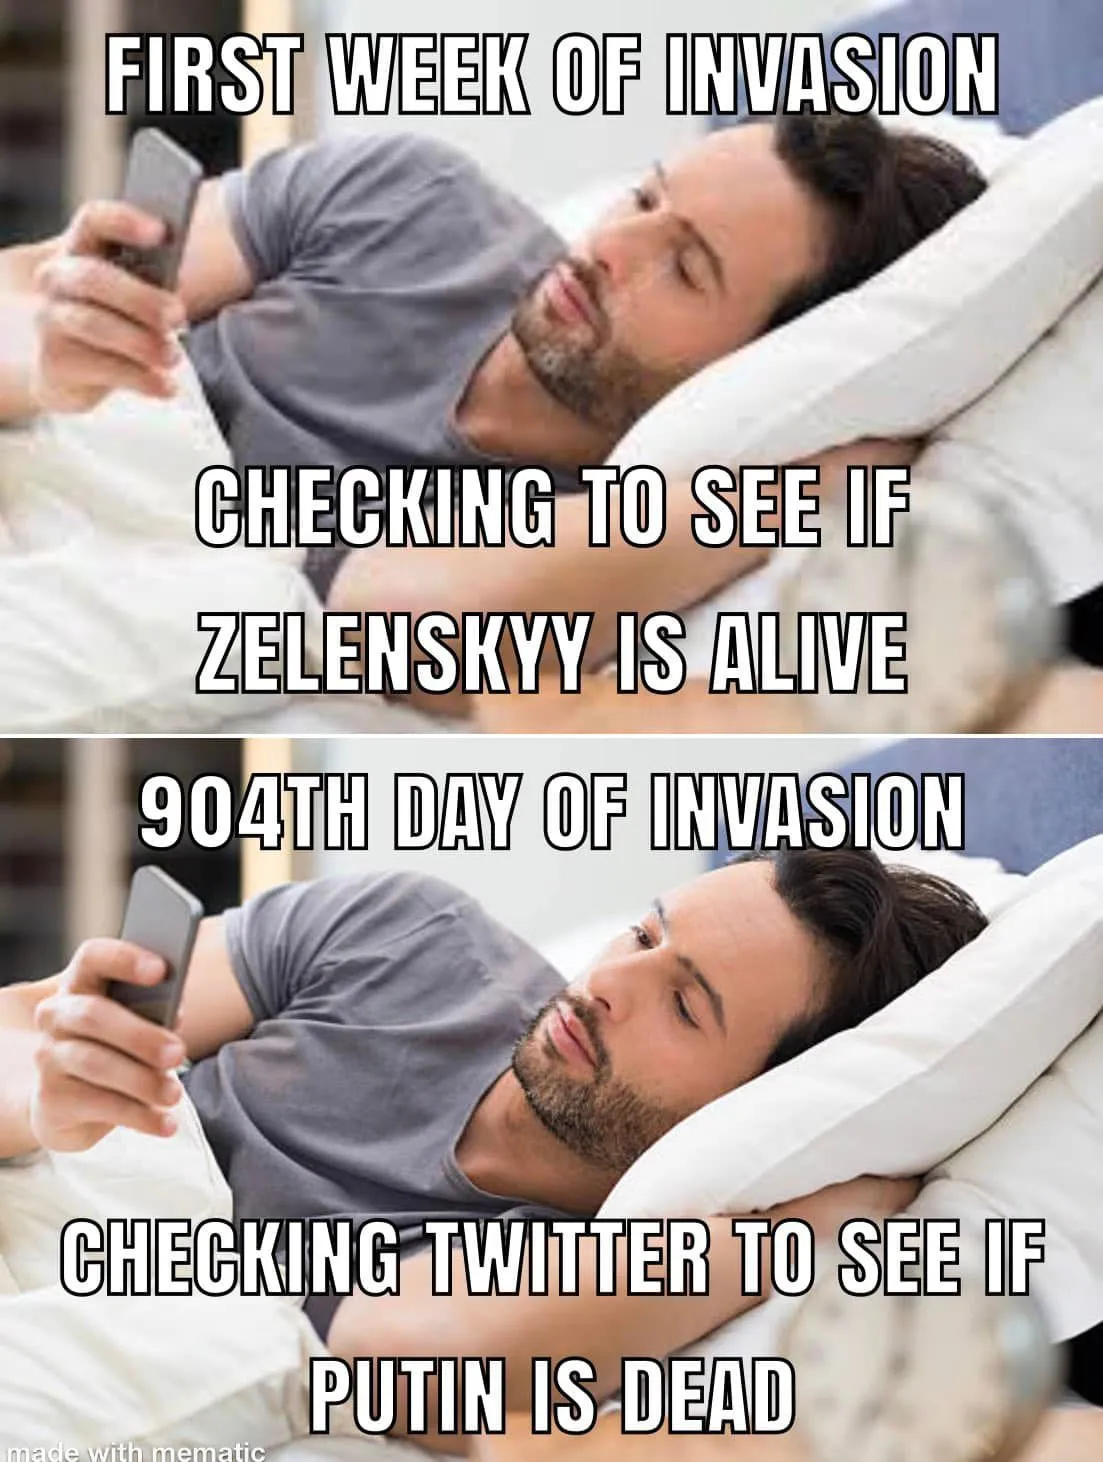 FIRST WEEK OF INVASION
CHECKING TO SEE IF
ZELENSKYY IS ALIVE
904TH DAY OF INVASION
CHECKING TWITTER TO SEE IF
PUTIN IS DEAD
made with mematic